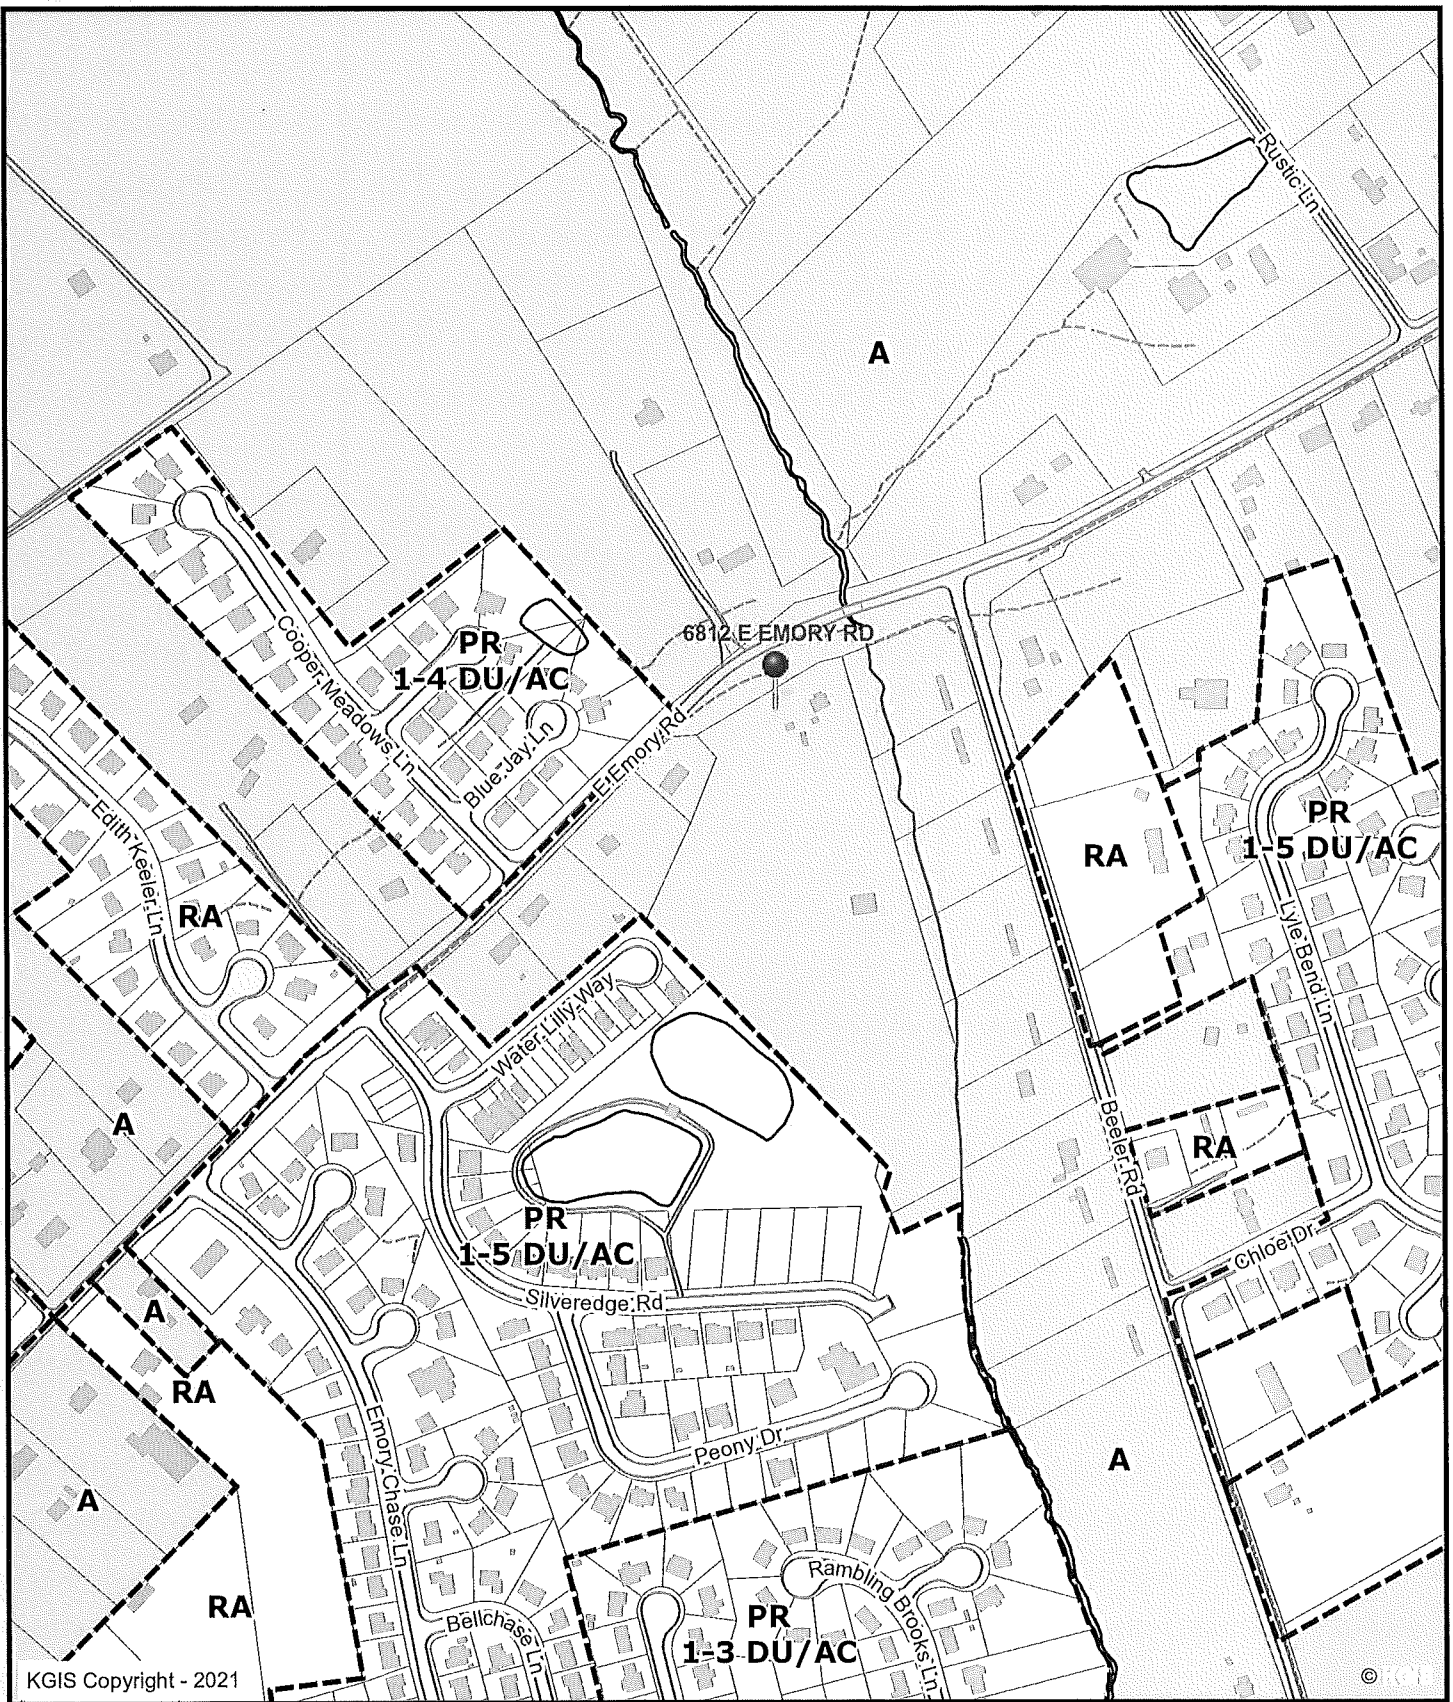 Rustic Ln
A
6812 E EMORY RD
PR
1-4 DU/AC
Cooper Meadows Ln
Blue Jay Ln
E Emory Rd
Edith Keeler Ln
RA
RA
PR
1-5 DU/AC
Lyle Bend Ln
Water Lilly Way
A
Beeler Rd
RA
PR
1-5 DU/AC
Chloe Dr
Silveredge Rd
A
RA
Emory Chase Ln
Peony Dr
A
A
Rambling Brooks Ln
RA
Bellchase Ln
PR
1-3 DU/AC
KGIS Copyright - 2021
©